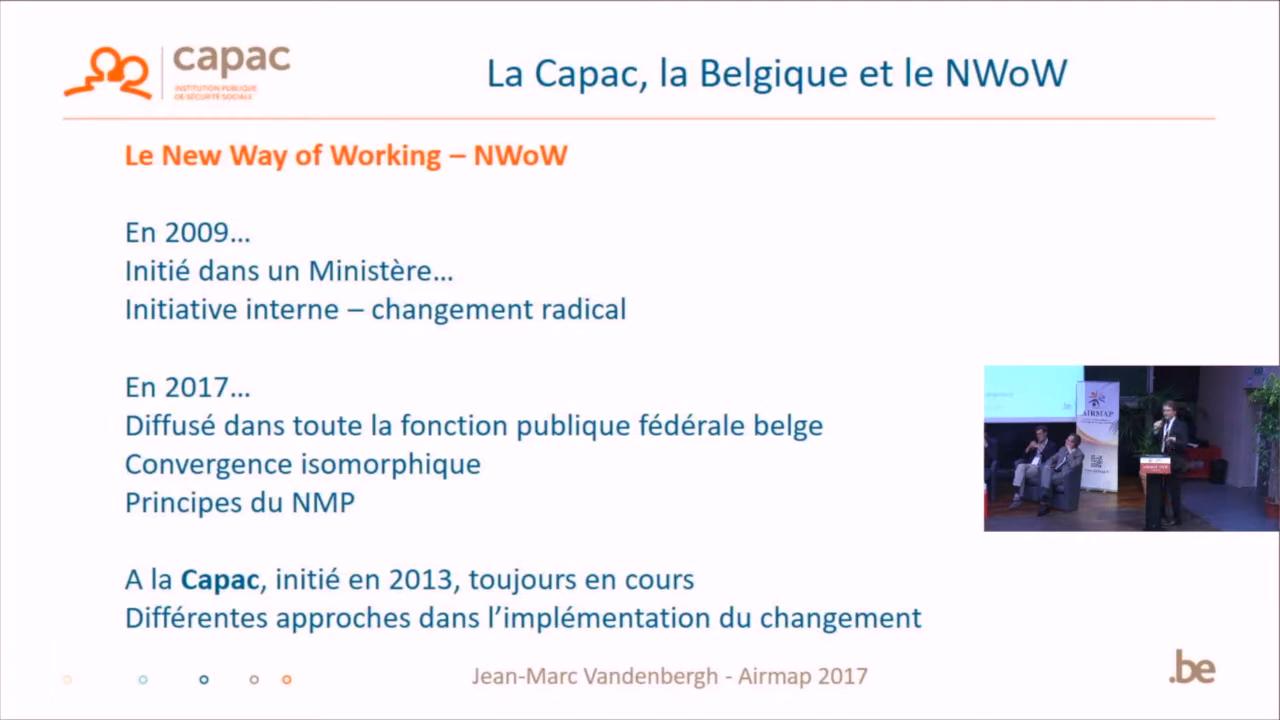 capac
INSTITUTION PUBLIQUE
DE SÉCURITÉ SOCIALE
La Capac, la Belgique et le NWoW
Le New Way of Working – NWoW
En 2009...
Initié dans un Ministère...
Initiative interne – changement radical
En 2017...
Diffusé dans toute la fonction publique fédérale belge
Convergence isomorphique
Principes du NMP
A la Capac, initié en 2013, toujours en cours
Différentes approches dans l’implémentation du changement
AIRMAP
Jean-Marc Vandenbergh - Airmap 2017
.be